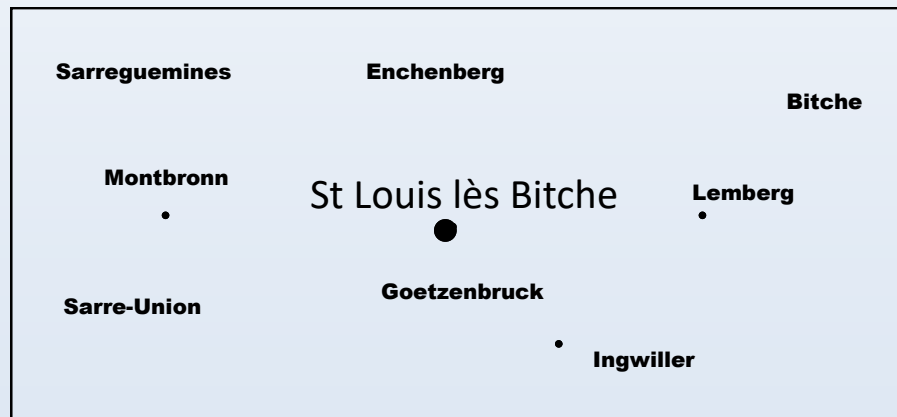 Sarreguemines
Enchenberg
Bitche
Montbronn
St Louis lès Bitche
Lemberg
Goetzenbruck
Sarre-Union
Ingwiller